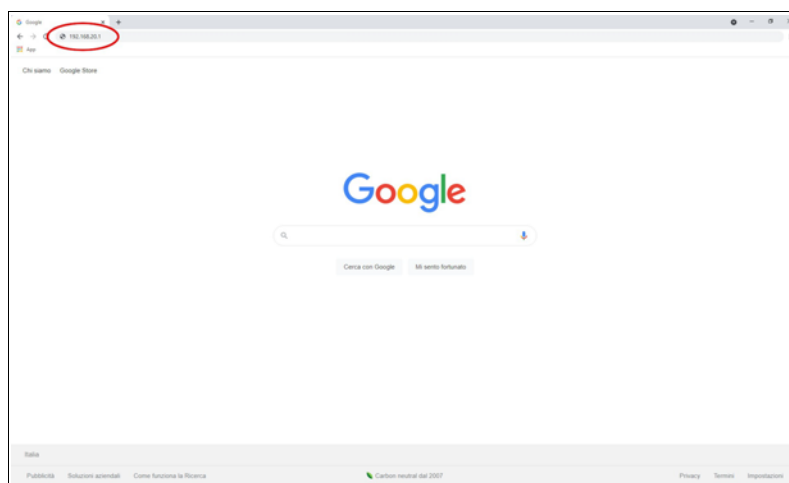 Google
192.168.20.1
App
Chi siamo Google Store
Google
Cerca con Google Mi sento fortunato
Italia
Pubblicità Soluzioni aziendali Come funziona la Ricerca Carbon neutral dal 2007 Privacy Termini Impostazioni